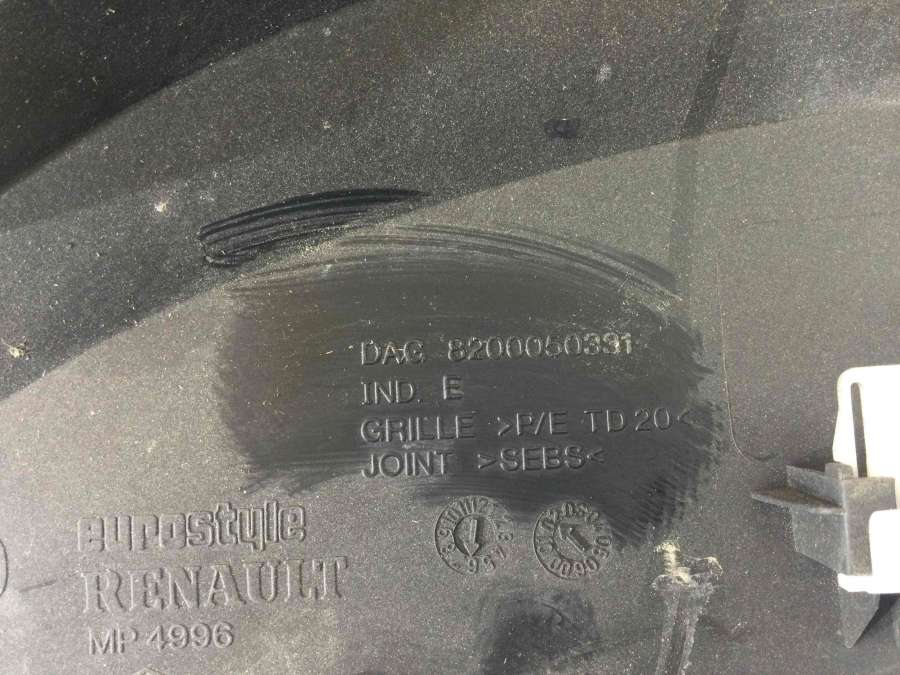 DAG 8200050331
IND. E
GRILLE >P/E TD 20<
JOINT >SEBS<
eurostyle
RENAULT
MP 4996